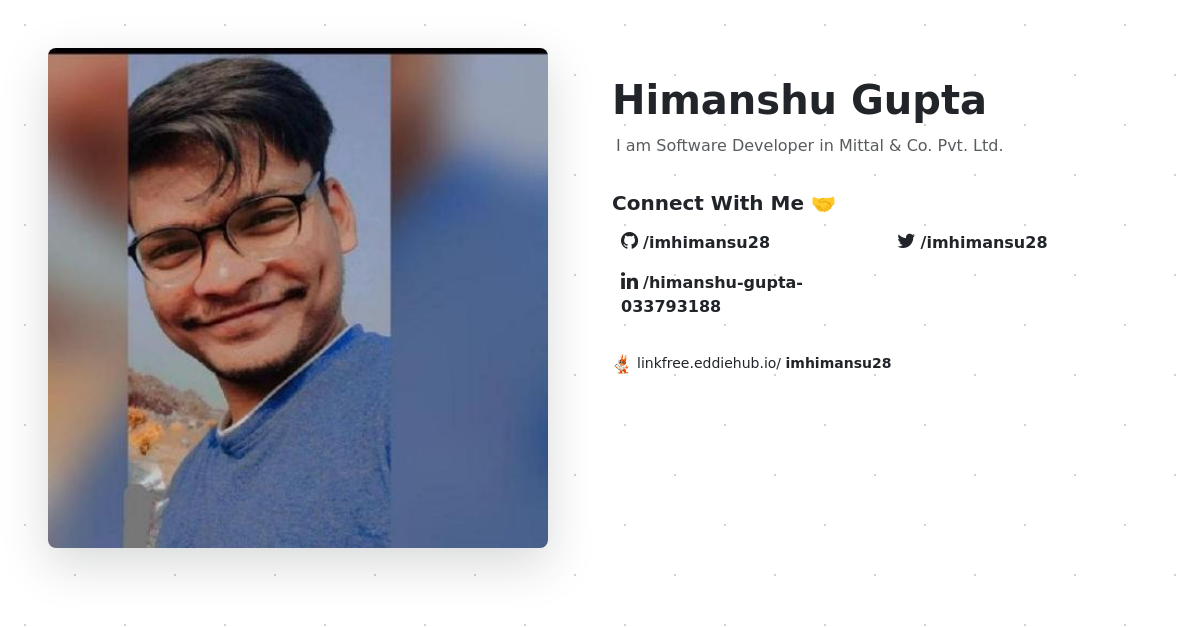 Himanshu Gupta
I am Software Developer in Mittal & Co. Pvt. Ltd.
Connect With Me 🤝
/imhimansu28
/imhimansu28
/himanshu-gupta-
033793188
linkfree.eddiehub.io/ imhimansu28